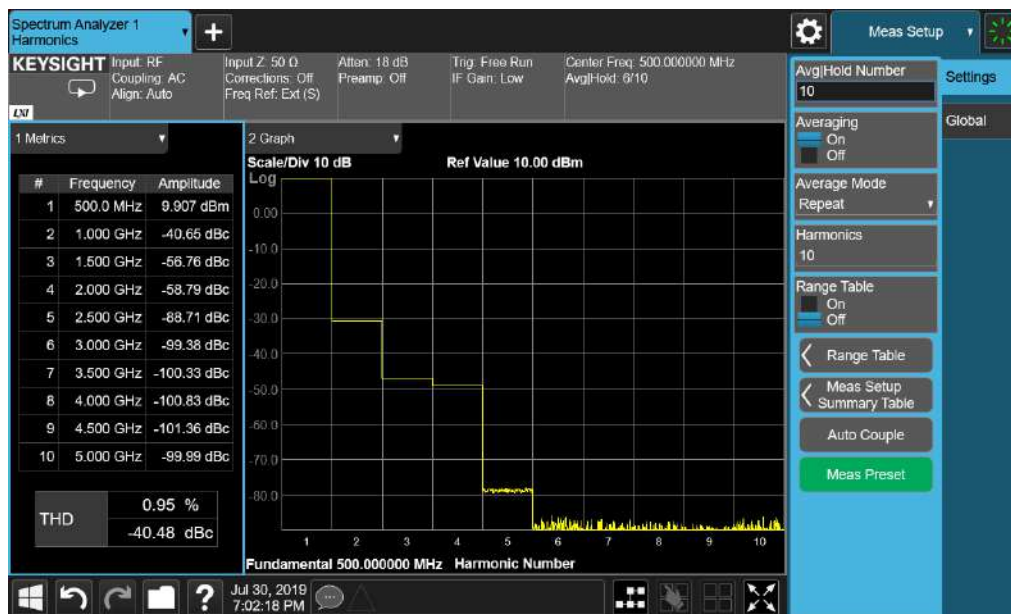 Spectrum Analyzer 1
Harmonics
+
Meas Setup
KEYSIGHT
Input: RF
Coupling: AC
Align: Auto
LXI
Input Z: 50 Ω
Corrections: Off
Freq Ref: Ext (S)
Atten: 18 dB
Preamp: Off
Trig: Free Run
IF Gain: Low
Center Freq: 500.000000 MHz
Avg|Hold: 6/10
1 Metrics
# Frequency Amplitude
1 500.0 MHz 9.907 dBm
2 1.000 GHz -40.65 dBc
3 1.500 GHz -56.76 dBc
4 2.000 GHz -58.79 dBc
5 2.500 GHz -88.71 dBc
6 3.000 GHz -99.38 dBc
7 3.500 GHz -100.33 dBc
8 4.000 GHz -100.83 dBc
9 4.500 GHz -101.36 dBc
10 5.000 GHz -99.99 dBc
THD
0.95 %
-40.48 dBc
2 Graph
Scale/Div 10 dB Ref Value 10.00 dBm
Log
0.00
-10.0
-20.0
-30.0
-40.0
-50.0
-60.0
-70.0
-80.0
1 2 3 4 5 6 7 8 9 10
Fundamental 500.000000 MHz Harmonic Number
Avg|Hold Number
10
Averaging
On
Off
Average Mode
Repeat
Harmonics
10
Range Table
On
Off
Range Table
Meas Setup
Summary Table
Auto Couple
Meas Preset
Settings
Global
?
Jul 30, 2019
7:02:18 PM